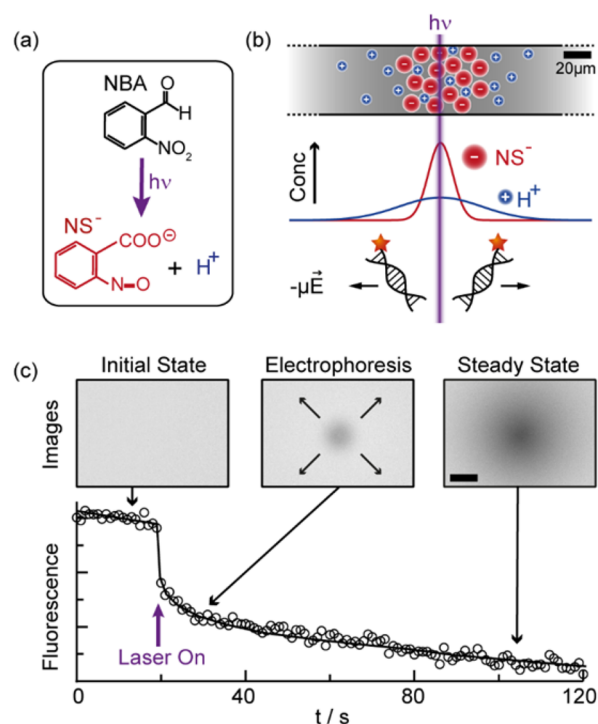 (a)
NBA
O
H
NO2
hν
NS−
COO⊖
N=O
+ H+
(b)
hν
20μm
Conc
NS−
H+
-μE⃗
(c)
Initial State
Electrophoresis
Steady State
Images
Fluorescence
Laser On
0
40
80
120
t / s